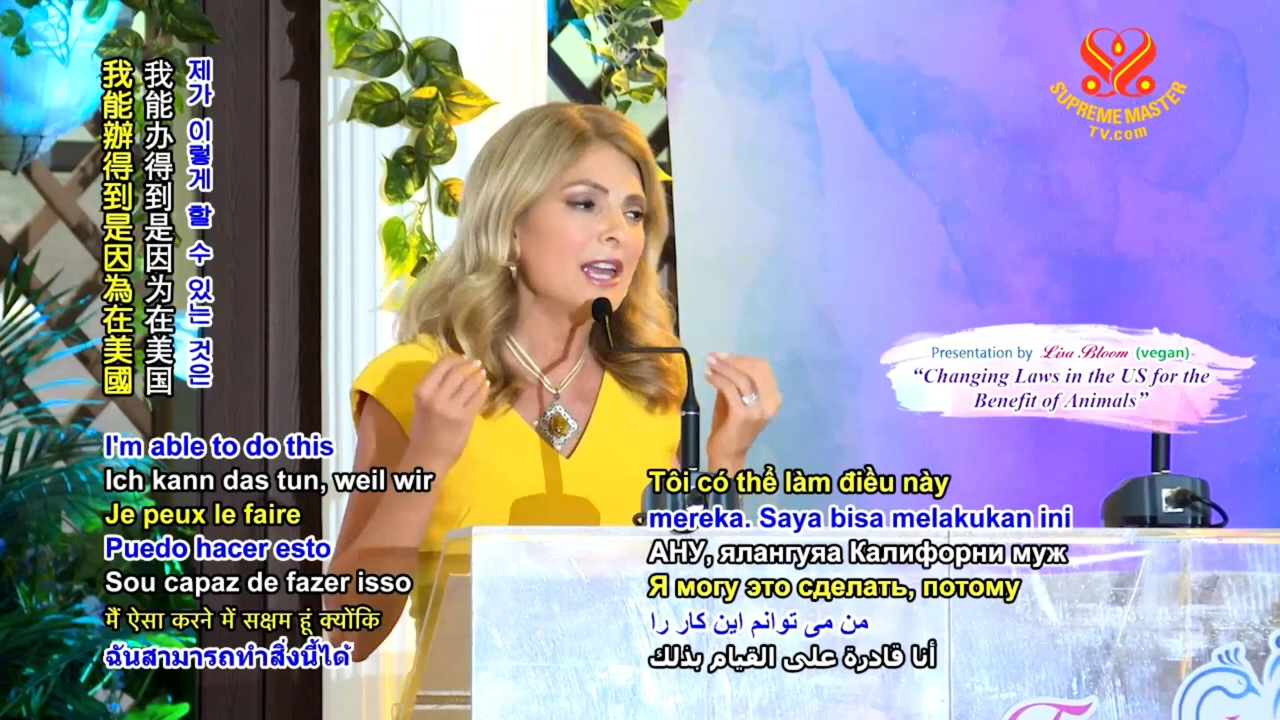 我能辦得到是因為在美國
我能办得到是因为在美国
제가 이렇게 할 수 있는 것은
SUPREME MASTER
TV.com
Presentation by Lisa Bloom (vegan)
“Changing Laws in the US for the
Benefit of Animals”
I'm able to do this
Ich kann das tun, weil wir
Je peux le faire
Puedo hacer esto
Sou capaz de fazer isso
मैं ऐसा करने में सक्षम हूं क्योंकि
ฉันสามารถทำสิ่งนี้ได้
Tôi có thể làm điều này
mereka. Saya bisa melakukan ini
АНУ, ялангуяа Калифорни муж
Я могу это сделать, потому
من می توانم این کار را
أنا قادرة على القيام بذلك